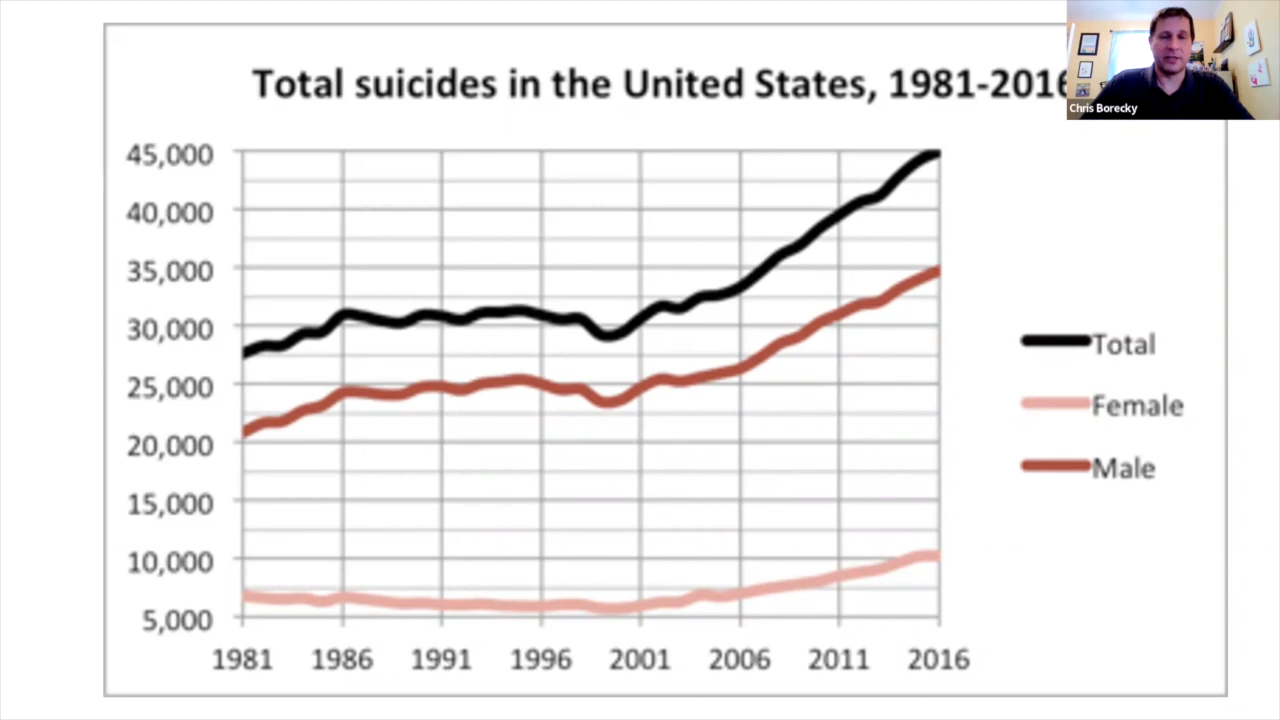 Total suicides in the United States, 1981-2016
Chris Borecky
45,000
40,000
35,000
30,000
25,000
20,000
15,000
10,000
5,000
1981 1986 1991 1996 2001 2006 2011 2016
Total
Female
Male